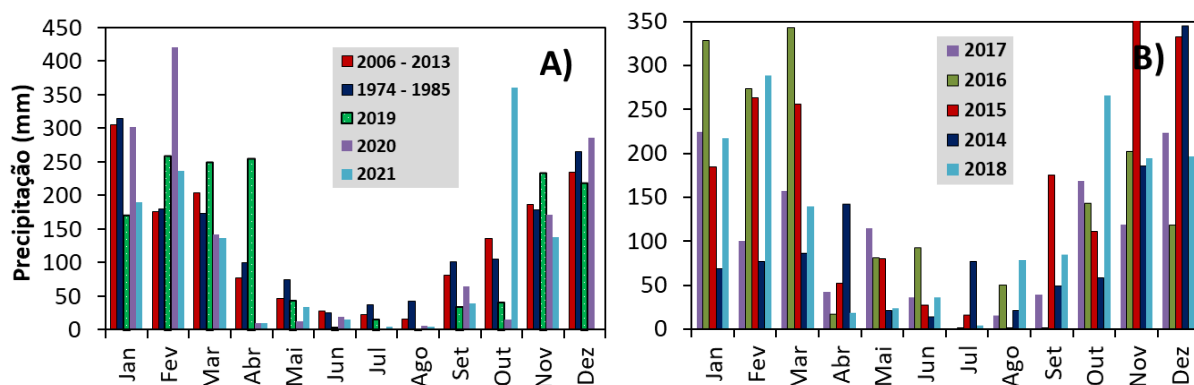 Precipitação (mm)
450
400
350
300
250
200
150
100
50
0
A)
2006 - 2013
1974 - 1985
2019
2020
2021
Jan
Fev
Mar
Abr
Mai
Jun
Jul
Ago
Set
Out
Nov
Dez
350
300
250
200
150
100
50
0
B)
2017
2016
2015
2014
2018
Jan
Fev
Mar
Abr
Mai
Jun
Jul
Ago
Set
Out
Nov
Dez